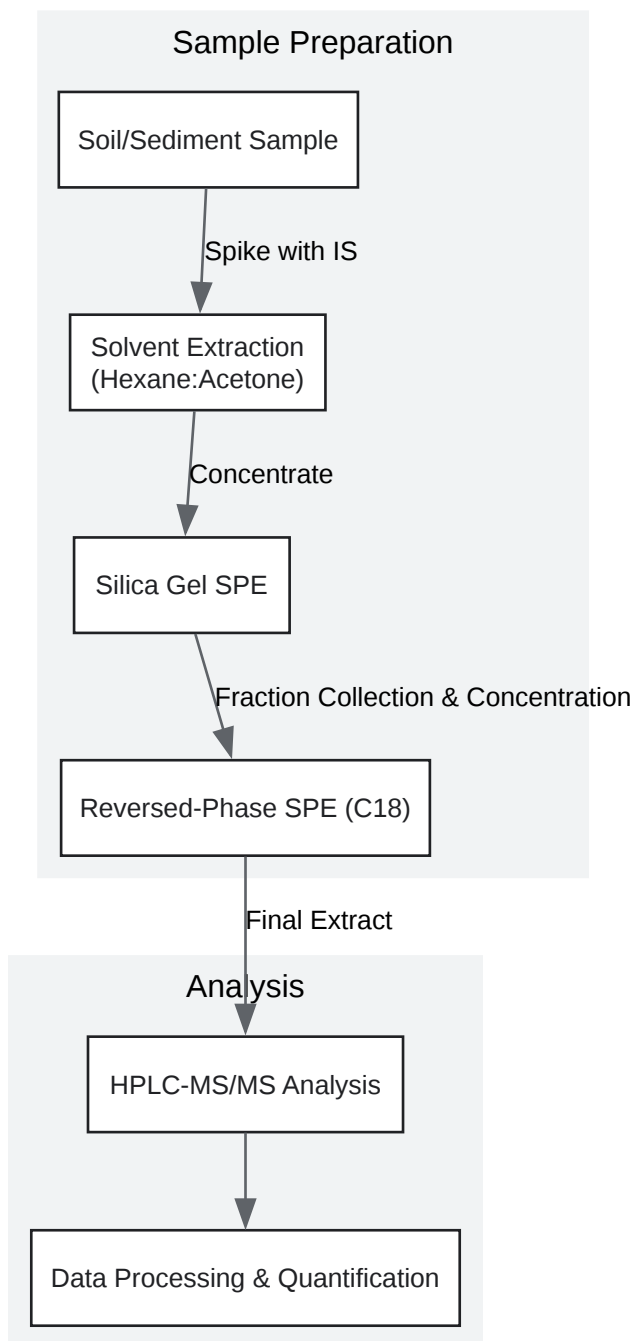 Sample Preparation
Soil/Sediment Sample
Spike with IS
Solvent Extraction
(Hexane:Acetone)
Concentrate
Silica Gel SPE
Fraction Collection & Concentration
Reversed-Phase SPE (C18)
Final Extract
Analysis
HPLC-MS/MS Analysis
Data Processing & Quantification